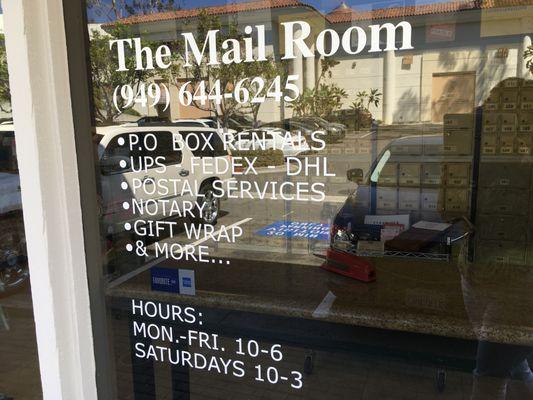 The Mail Room
(949) 644-6245
• P.O. BOX RENTALS
• UPS FEDEX DHL
• POSTAL SERVICES
• NOTARY
• GIFT WRAP
• & MORE...
FAVORITE
HOURS:
MON.-FRI. 10-6
SATURDAYS 10-3